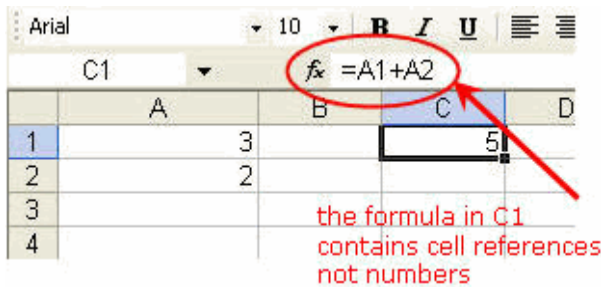 Arial 10 B I U
C1 fx =A1+A2
A B C D
1 3 5
2 2
3
4
the formula in C1
contains cell references
not numbers